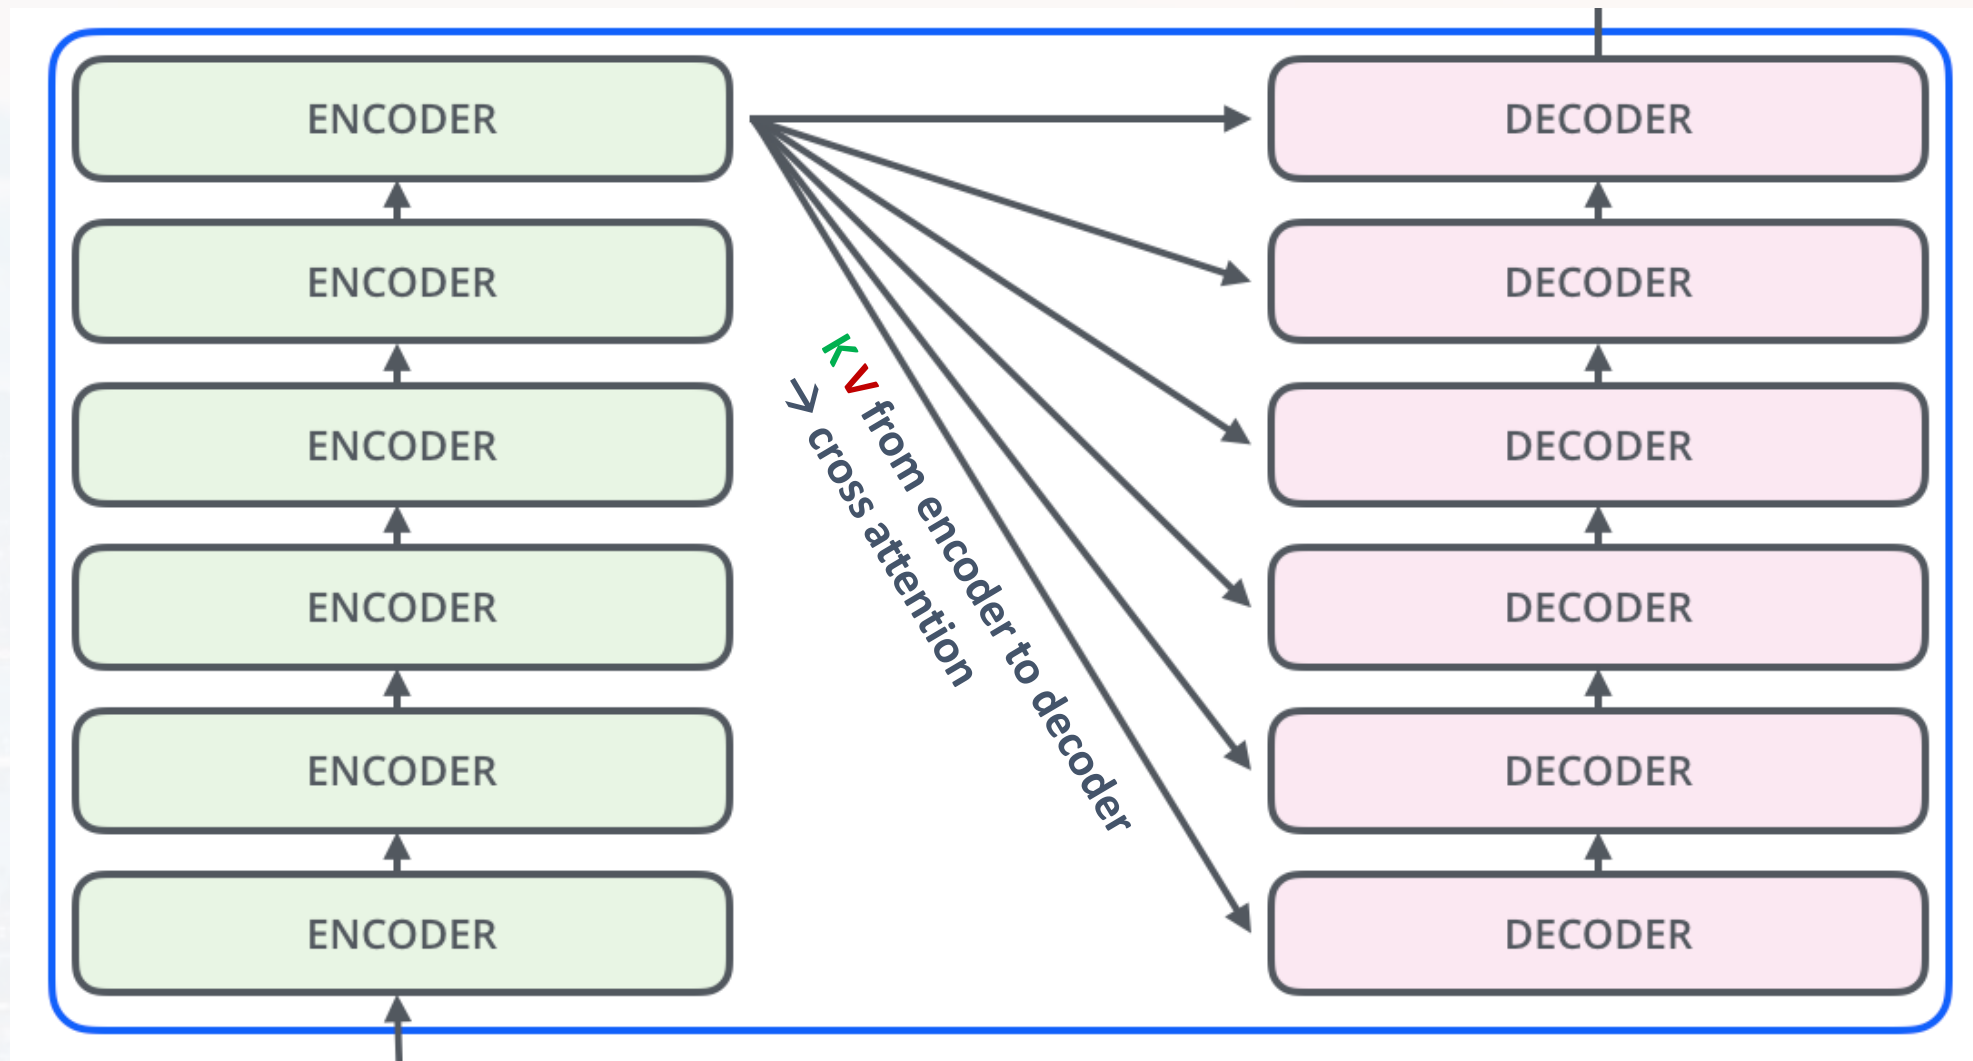 ENCODER
ENCODER
ENCODER
ENCODER
ENCODER
ENCODER
K V from encoder to decoder
→ cross attention
DECODER
DECODER
DECODER
DECODER
DECODER
DECODER